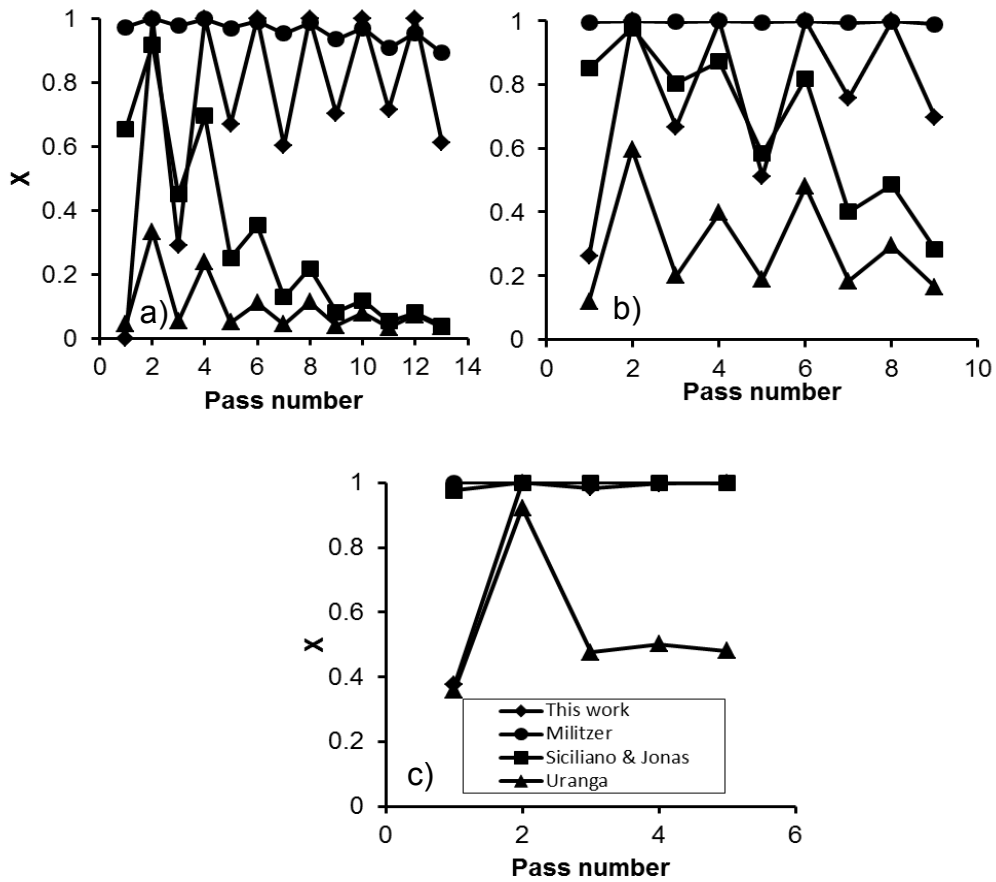 1
0.8
0.6
0.4
0.2
0
X
a)
0 2 4 6 8 10 12 14
Pass number
1
0.8
0.6
0.4
0.2
0
b)
0 2 4 6 8 10
Pass number
1
0.8
0.6
0.4
0.2
0
X
This work
Militzer
Siciliano & Jonas
Uranga
c)
0 2 4 6
Pass number